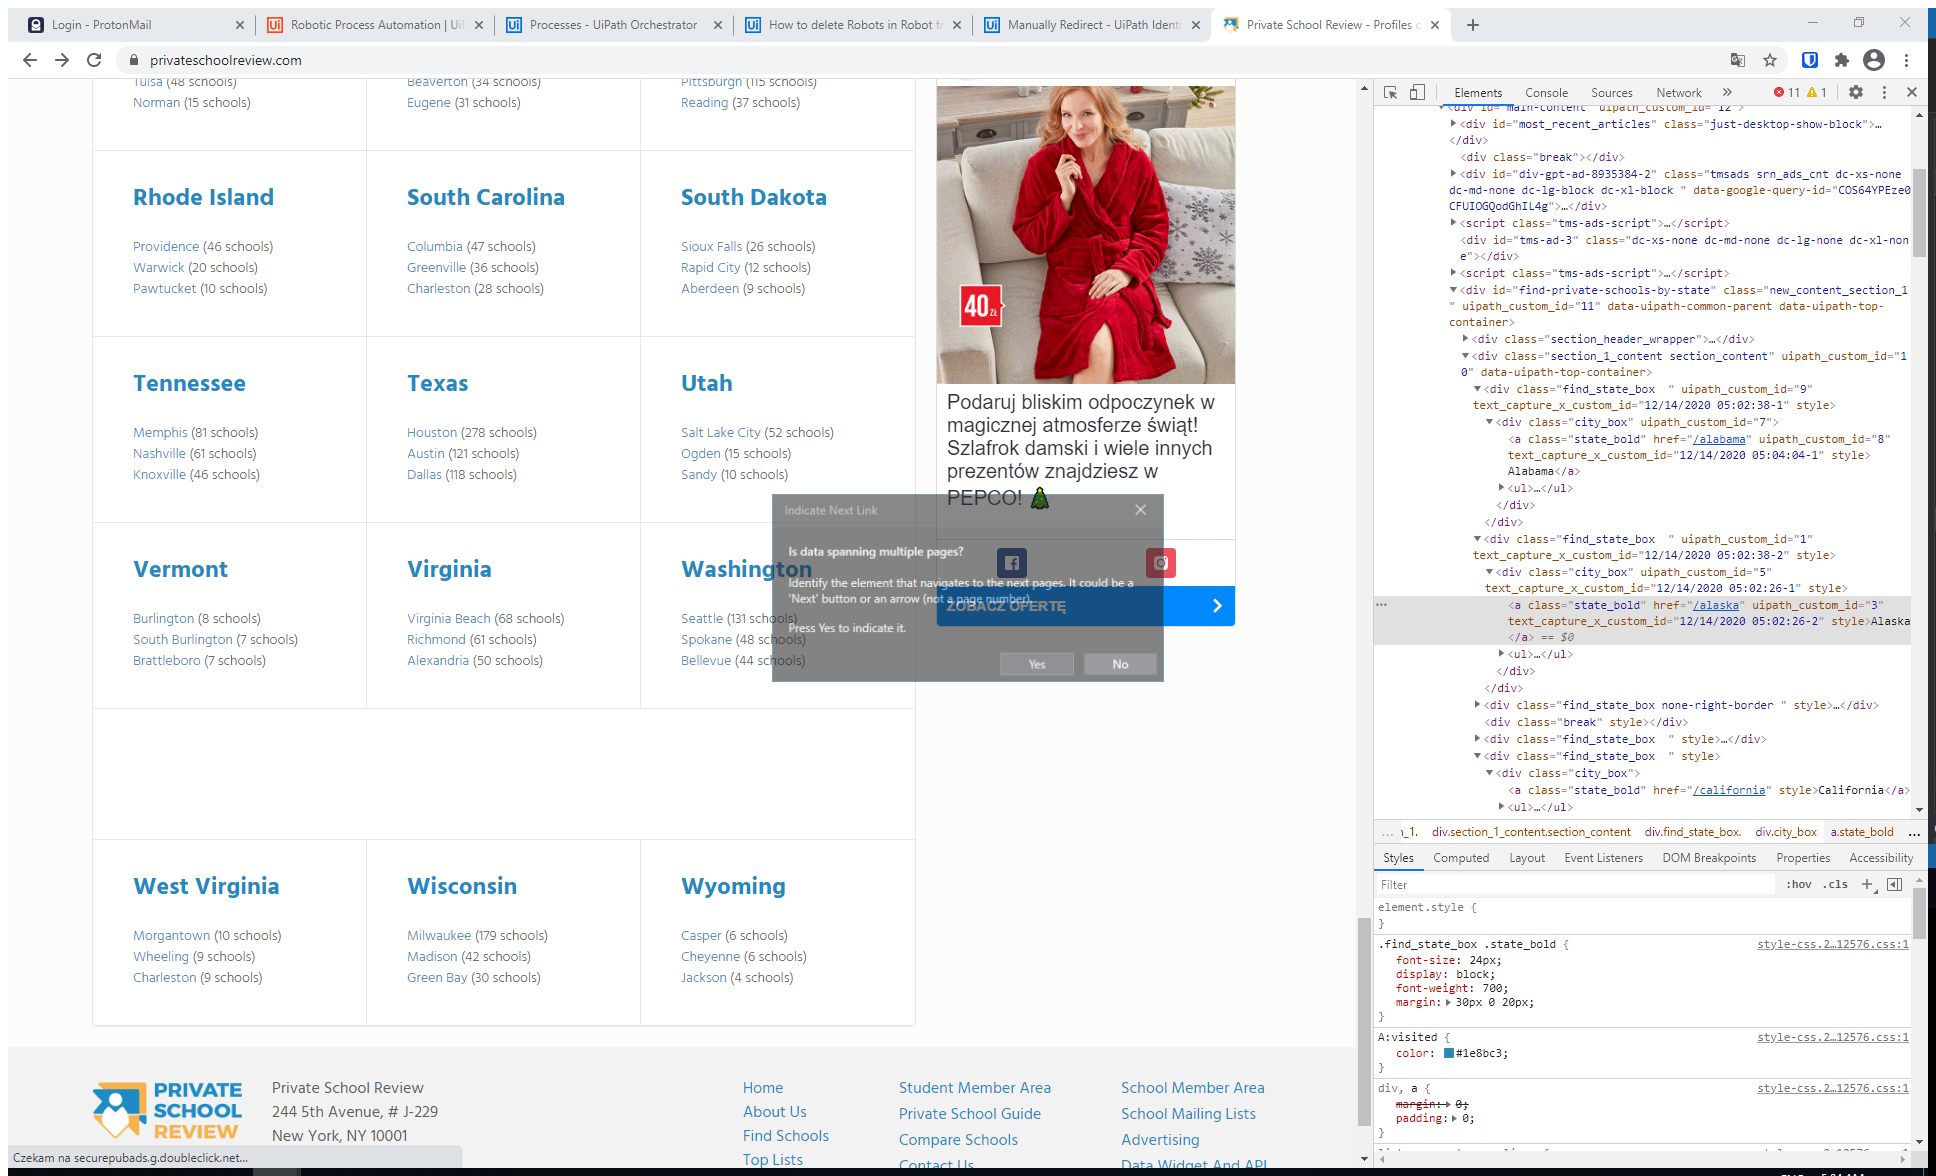 Login - ProtonMail
Robotic Process Automation | Ui
Processes - UiPath Orchestrator
How to delete Robots in Robot t
Manually Redirect - UiPath Identi
Private School Review - Profiles o
privateschoolreview.com
Tulsa (48 schools)
Norman (15 schools)
Beaverton (34 schools)
Eugene (31 schools)
Pittsburgh (115 schools)
Reading (37 schools)
Rhode Island
Providence (46 schools)
Warwick (20 schools)
Pawtucket (10 schools)
South Carolina
Columbia (47 schools)
Greenville (36 schools)
Charleston (28 schools)
South Dakota
Sioux Falls (26 schools)
Rapid City (12 schools)
Aberdeen (9 schools)
Tennessee
Memphis (81 schools)
Nashville (61 schools)
Knoxville (46 schools)
Texas
Houston (278 schools)
Austin (121 schools)
Dallas (118 schools)
Utah
Salt Lake City (52 schools)
Ogden (15 schools)
Sandy (10 schools)
Vermont
Burlington (8 schools)
South Burlington (7 schools)
Brattleboro (7 schools)
Virginia
Virginia Beach (68 schools)
Richmond (61 schools)
Alexandria (50 schools)
Washington
Seattle (131 schools)
Spokane (48 schools)
Bellevue (44 schools)
West Virginia
Morgantown (10 schools)
Wheeling (9 schools)
Charleston (9 schools)
Wisconsin
Milwaukee (179 schools)
Madison (42 schools)
Green Bay (30 schools)
Wyoming
Casper (6 schools)
Cheyenne (6 schools)
Jackson (4 schools)
40 ZŁ
Podaruj bliskim odpoczynek w
magicznej atmosferze świąt!
Szlafrok damski i wiele innych
prezentów znajdziesz w
PEPCO!
ZOBACZ OFERTĘ
Indicate Next Link
Is data spanning multiple pages?
Identify the element that navigates to the next pages. It could be a
'Next' button or an arrow (not a page number).
Press Yes to indicate it.
Yes No
PRIVATE
SCHOOL
REVIEW
Private School Review
244 5th Avenue, # J-229
New York, NY 10001
Home
About Us
Find Schools
Top Lists
Student Member Area
Private School Guide
Compare Schools
Contact Us
School Member Area
School Mailing Lists
Advertising
Data Widget And API
Czekam na securepubads.g.doubleclick.net...
Elements Console Sources Network » 11 1
<div id="main-content" uipath_custom_id="12">
<div id="most_recent_articles" class="just-desktop-show-block">…
</div>
<div class="break"></div>
<div id="div-gpt-ad-8935384-2" class="tmsads srn_ads_cnt dc-xs-none
dc-md-none dc-lg-block dc-xl-block " data-google-query-id="COS64YPEze0
CFUIOGQodGhIL4g">…</div>
<script class="tms-ads-script">…</script>
<div id="tms-ad-3" class="dc-xs-none dc-md-none dc-lg-none dc-xl-non
e"></div>
<script class="tms-ads-script">…</script>
<div id="find-private-schools-by-state" class="new_content_section_1
" uipath_custom_id="11" data-uipath-common-parent data-uipath-top-
container>
<div class="section_header_wrapper">…</div>
<div class="section_1_content section_content" uipath_custom_id="1
0" data-uipath-top-container>
<div class="find_state_box  " uipath_custom_id="9"
text_capture_x_custom_id="12/14/2020 05:02:38-1" style>
<div class="city_box" uipath_custom_id="7">
<a class="state_bold" href="/alabama" uipath_custom_id="8"
text_capture_x_custom_id="12/14/2020 05:04:04-1" style>
Alabama</a>
<ul>…</ul>
</div>
</div>
<div class="find_state_box  " uipath_custom_id="1"
text_capture_x_custom_id="12/14/2020 05:02:38-2" style>
<div class="city_box" uipath_custom_id="5"
text_capture_x_custom_id="12/14/2020 05:02:26-1" style>
<a class="state_bold" href="/alaska" uipath_custom_id="3"
text_capture_x_custom_id="12/14/2020 05:02:26-2" style>Alaska
</a> == $0
<ul>…</ul>
</div>
</div>
<div class="find_state_box none-right-border " style>…</div>
<div class="break" style></div>
<div class="find_state_box  " style>…</div>
<div class="find_state_box  " style>
<div class="city_box">
<a class="state_bold" href="/california" style>California</a>
<ul>…</ul>
… n_1. div.section_1_content.section_content div.find_state_box. div.city_box a.state_bold …
Styles Computed Layout Event Listeners DOM Breakpoints Properties Accessibility
Filter :hov .cls +
element.style {
}
.find_state_box .state_bold { style-css.2…12576.css:1
font-size: 24px;
display: block;
font-weight: 700;
margin: 30px 0 20px;
}
A:visited { style-css.2…12576.css:1
color: #1e8bc3;
}
div, a { style-css.2…12576.css:1
margin: 0;
padding: 0;
}